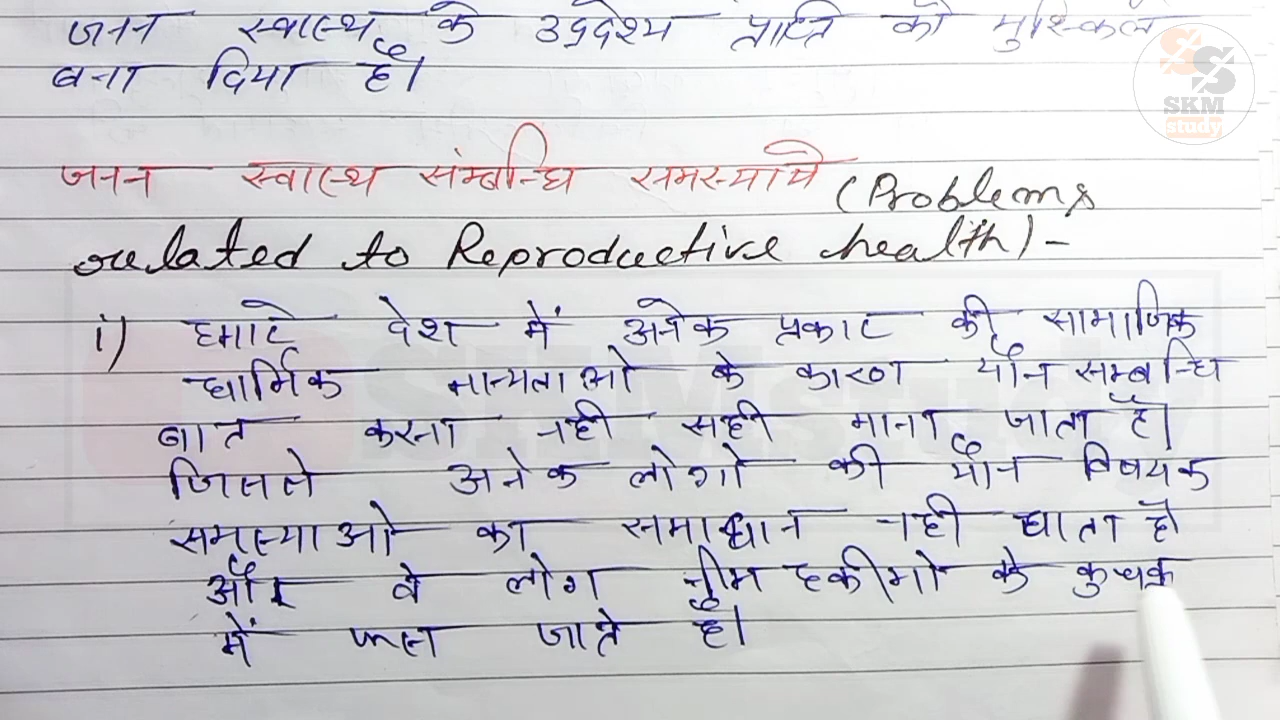 जनन स्वास्थ्य के उद्देश्य प्राप्ति को मुश्किल
बना दिया है।
SKM
study
जनन स्वास्थ्य संम्बन्धि समस्यायें (Problems
related to Reproductive health) -
i) हमारे देश में अनेक प्रकार की सामाजिक
धार्मिक मान्यताओ के कारण यौन सम्बन्धि
बात करना नही सही माना जाता है।
जिससे अनेक लोगो की यौन विषयक
समस्याओ का समाधान नही
और वे लोग नीम हकीमो के कुचक्र
में फस जाते है।